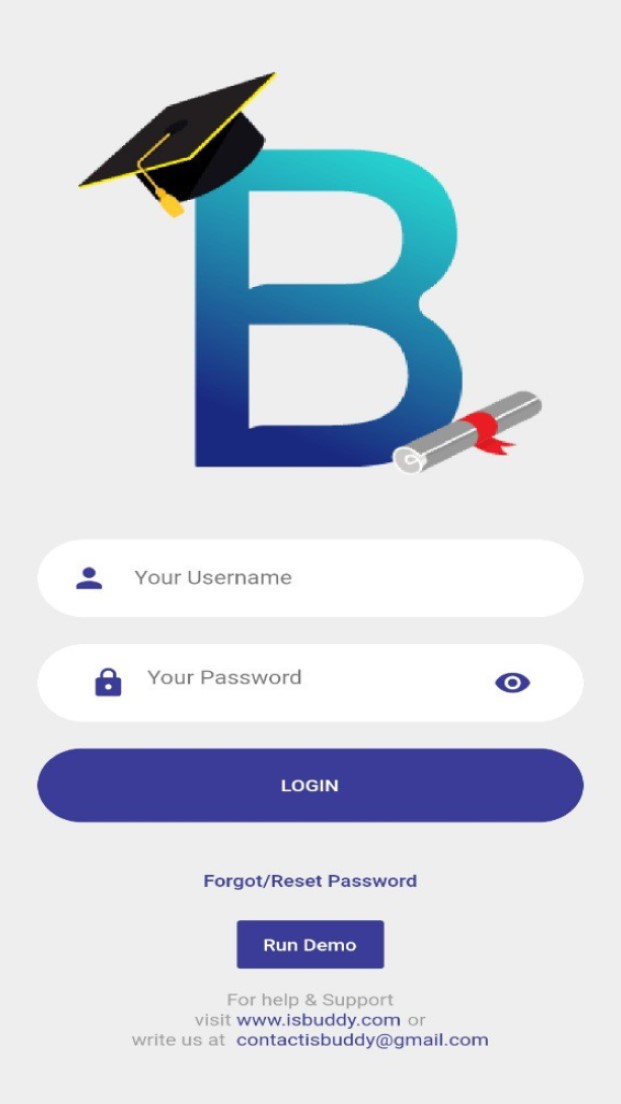 B
Your Username
Your Password
LOGIN
Forgot/Reset Password
Run Demo
For help & Support
visit www.isbuddy.com or
write us at contactisbuddy@gmail.com